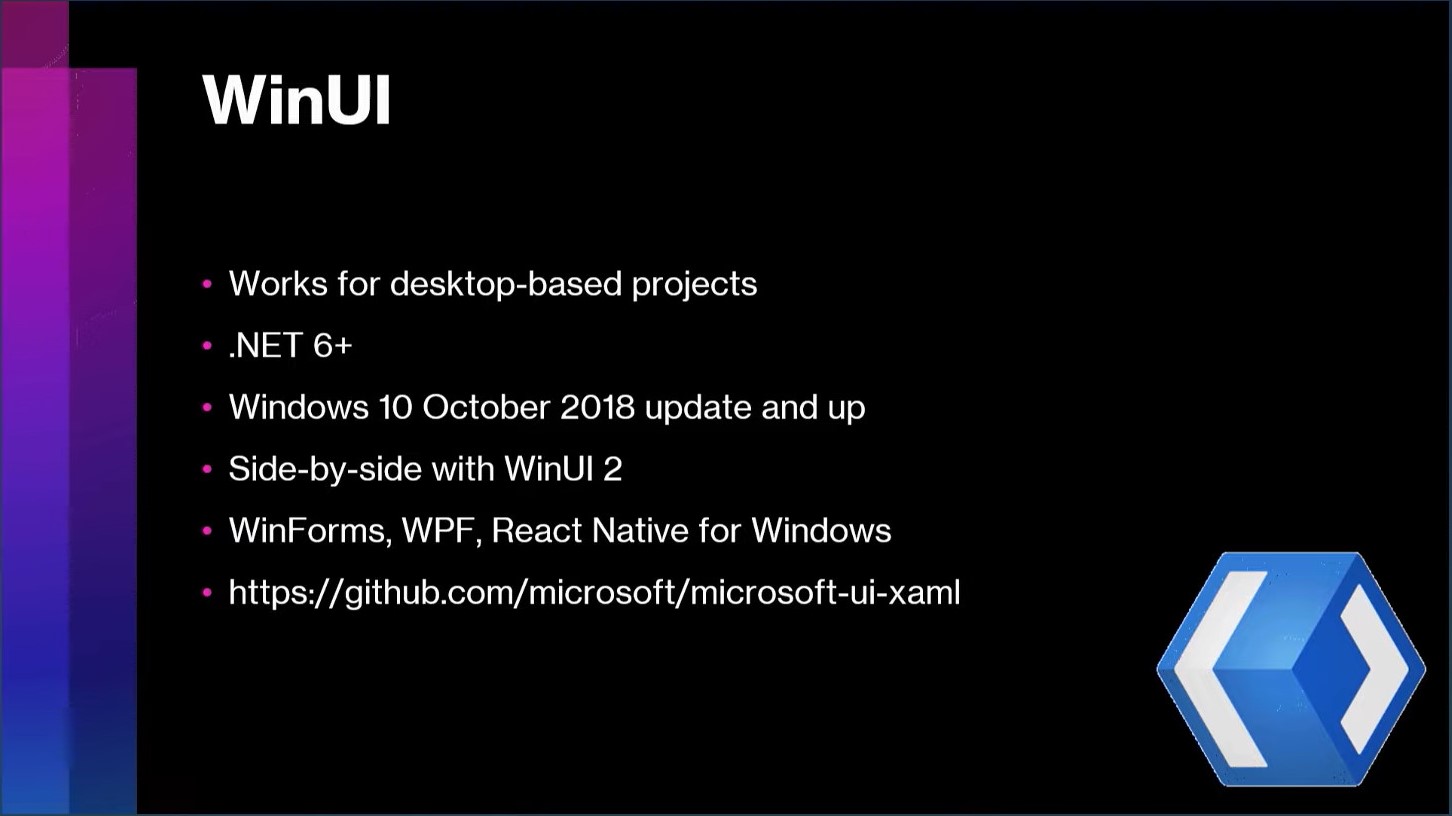 WinUI
• Works for desktop-based projects
• .NET 6+
• Windows 10 October 2018 update and up
• Side-by-side with WinUI 2
• WinForms, WPF, React Native for Windows
• https://github.com/microsoft/microsoft-ui-xaml